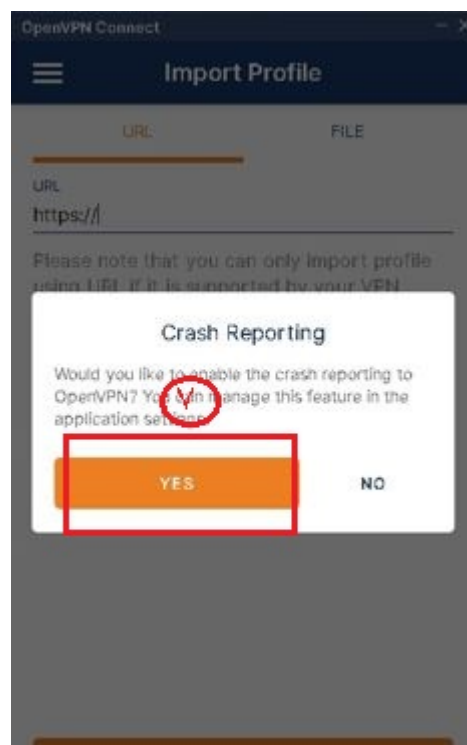 OpenVPN Connect
Import Profile
URL
FILE
URL
https://
Please note that you can only import profile
using URL if it is supported by your VPN
Crash Reporting
Would you like to enable the crash reporting to
OpenVPN? You can manage this feature in the
application settings.
YES
NO